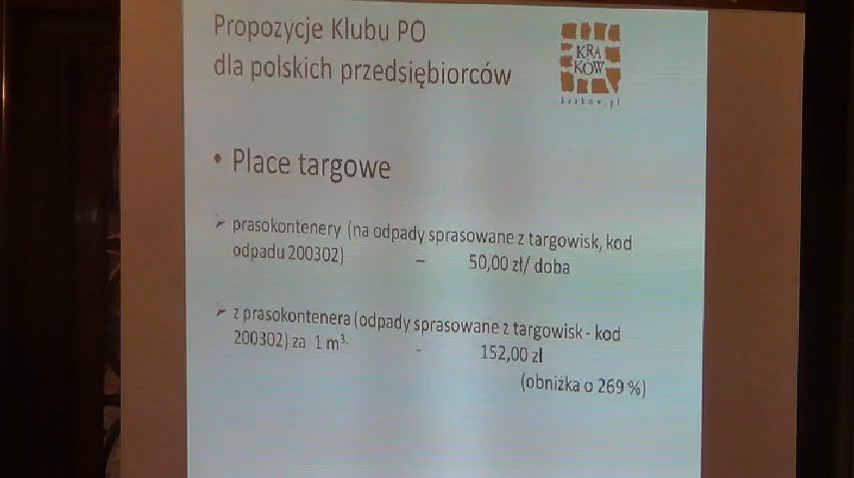 Propozycje Klubu PO
dla polskich przedsiębiorców
KRA
KÓW
krakow.pl
• Place targowe
➢ prasokontenery (na odpady sprasowane z targowisk, kod
odpadu 200302) – 50,00 zł/ doba
➢ z prasokontenera (odpady sprasowane z targowisk - kod
200302) za 1 m³. - 152,00 zł
(obniżka o 269 %)